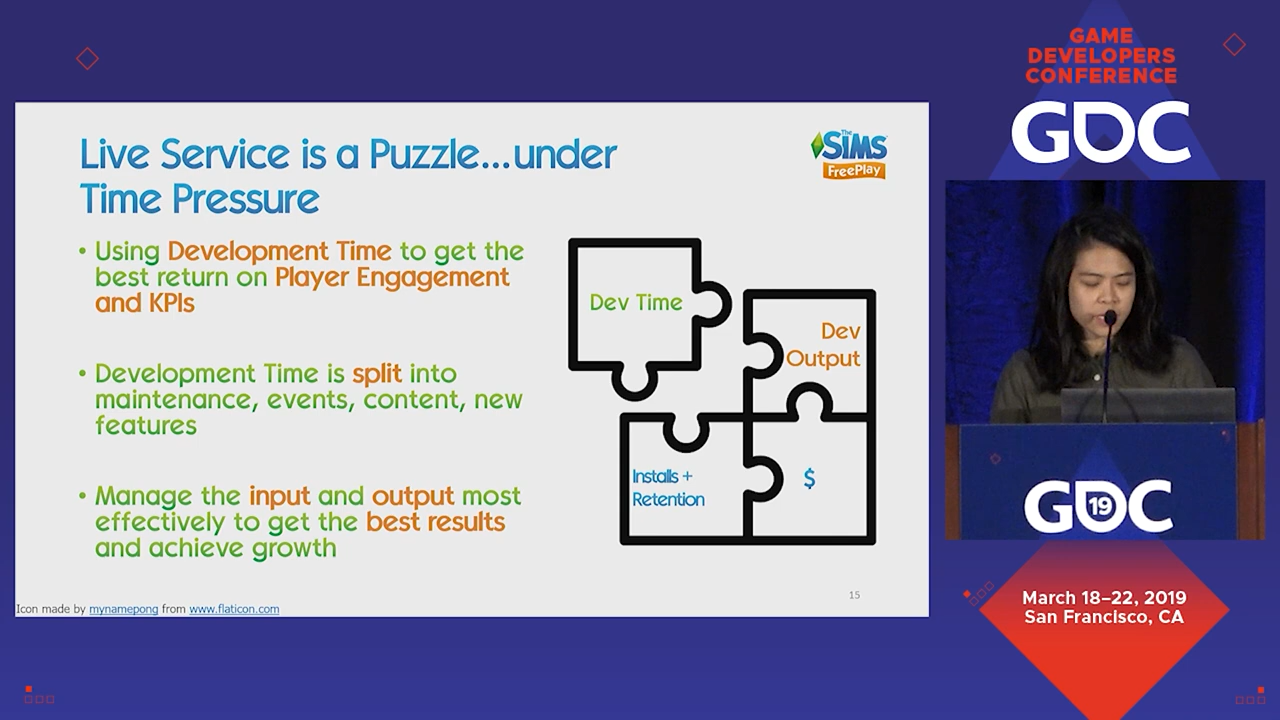 GAME
DEVELOPERS
CONFERENCE
GDC
Live Service is a Puzzle...under
Time Pressure
The
SIMS
FreePlay
• Using Development Time to get the
best return on Player Engagement
and KPIs
• Development Time is split into
maintenance, events, content, new
features
• Manage the input and output most
effectively to get the best results
and achieve growth
Dev Time
Dev
Output
Installs +
Retention
$
15
Icon made by mynamepong from www.flaticon.com
GDC 19
March 18–22, 2019
San Francisco, CA